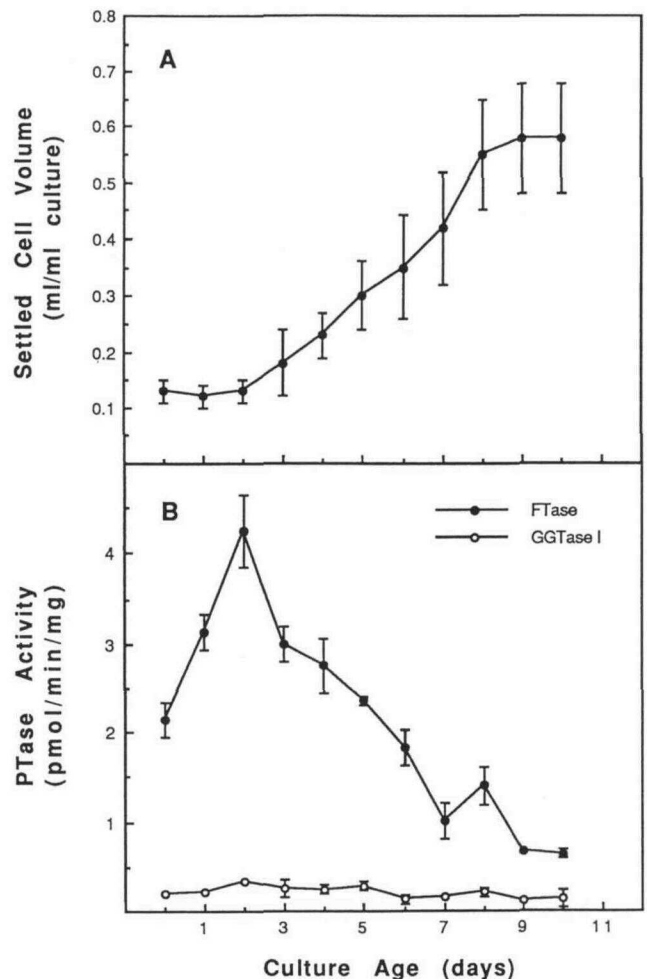 0.8
A
0.7
0.6
0.5
0.4
0.3
0.2
0.1
Settled Cell Volume
(ml/ml culture)
B
FTase
GGTase I
4
3
2
1
PTase Activity
(pmol/min/mg)
1 3 5 7 9 11
Culture Age (days)